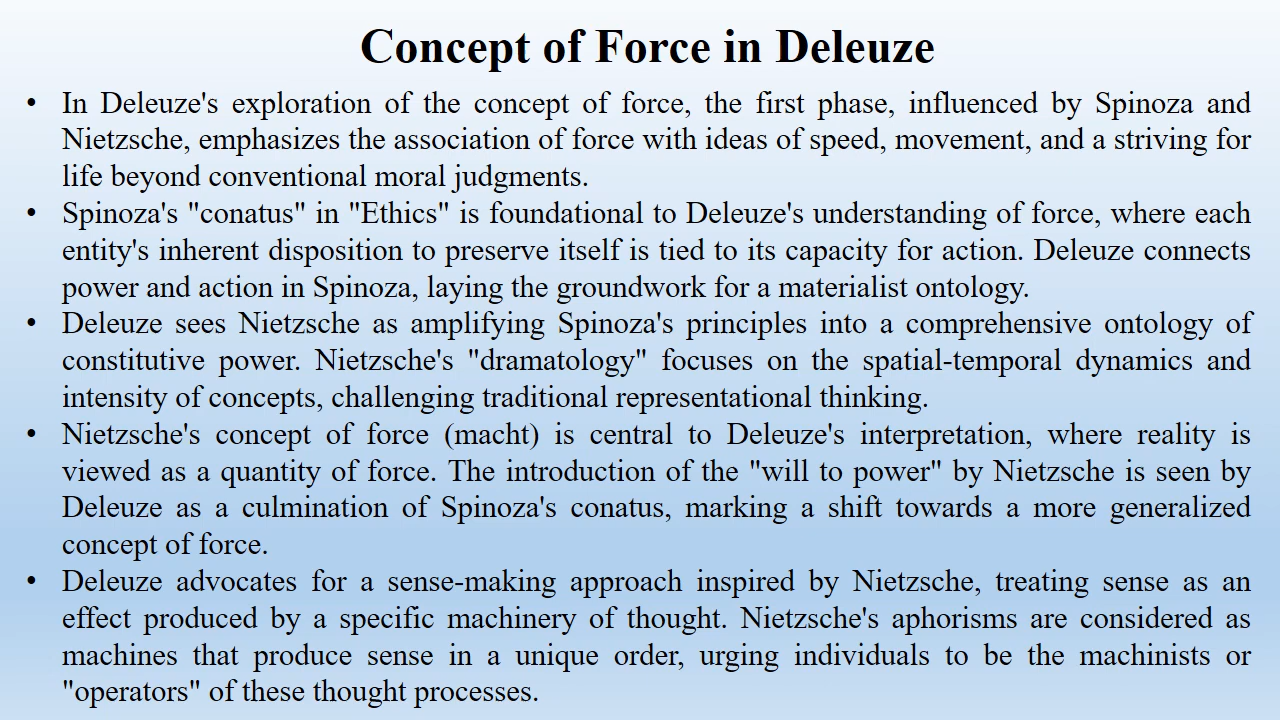 Concept of Force in Deleuze
• In Deleuze's exploration of the concept of force, the first phase, influenced by Spinoza and
Nietzsche, emphasizes the association of force with ideas of speed, movement, and a striving for
life beyond conventional moral judgments.
• Spinoza's "conatus" in "Ethics" is foundational to Deleuze's understanding of force, where each
entity's inherent disposition to preserve itself is tied to its capacity for action. Deleuze connects
power and action in Spinoza, laying the groundwork for a materialist ontology.
• Deleuze sees Nietzsche as amplifying Spinoza's principles into a comprehensive ontology of
constitutive power. Nietzsche's "dramatology" focuses on the spatial-temporal dynamics and
intensity of concepts, challenging traditional representational thinking.
• Nietzsche's concept of force (macht) is central to Deleuze's interpretation, where reality is
viewed as a quantity of force. The introduction of the "will to power" by Nietzsche is seen by
Deleuze as a culmination of Spinoza's conatus, marking a shift towards a more generalized
concept of force.
• Deleuze advocates for a sense-making approach inspired by Nietzsche, treating sense as an
effect produced by a specific machinery of thought. Nietzsche's aphorisms are considered as
machines that produce sense in a unique order, urging individuals to be the machinists or
"operators" of these thought processes.